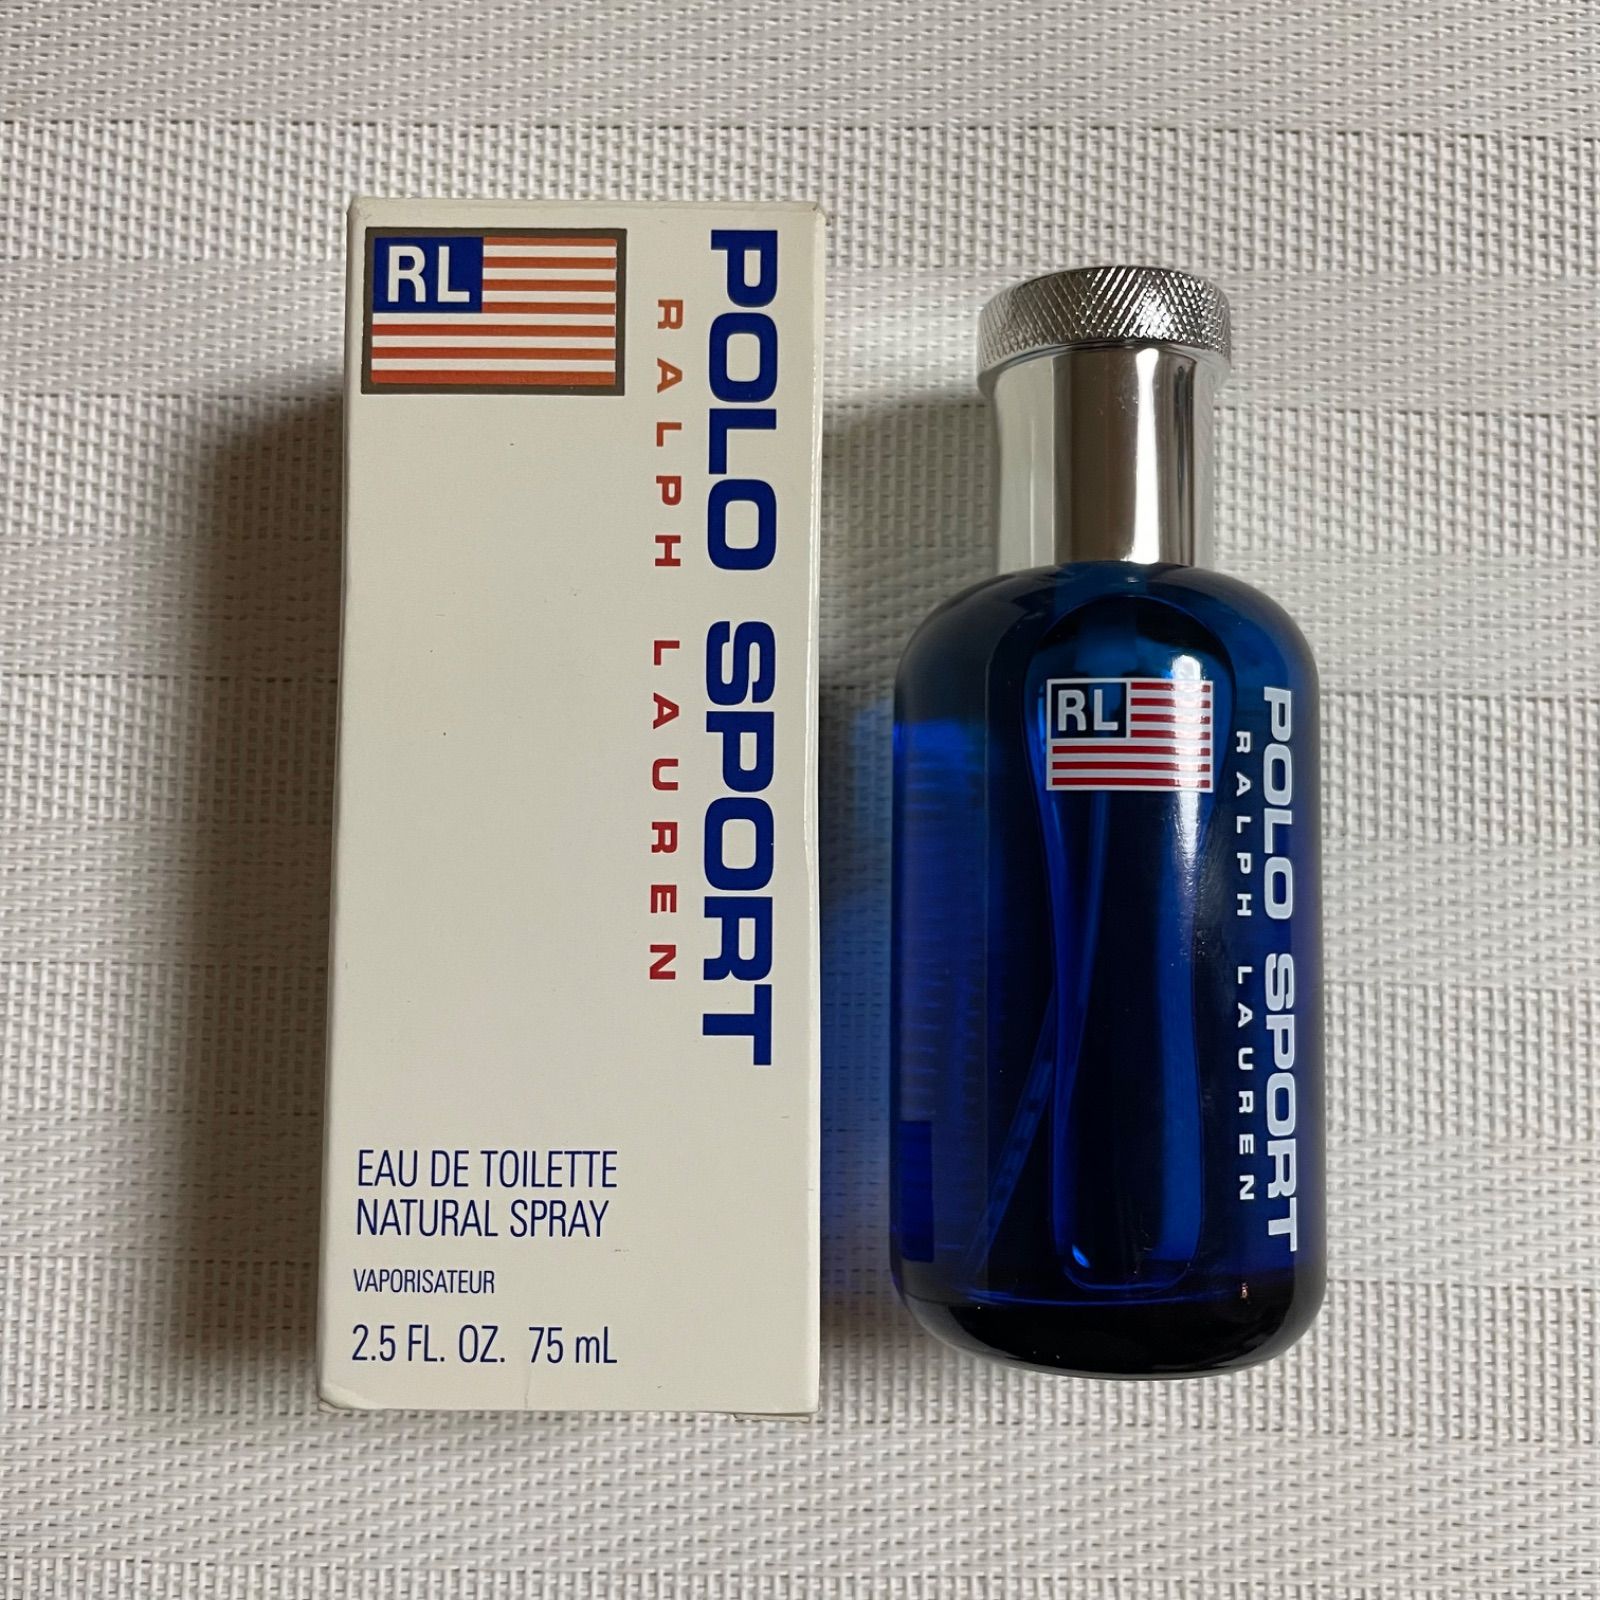 RL
POLO SPORT
RALPH LAUREN
EAU DE TOILETTE
NATURAL SPRAY
VAPORISATEUR
2.5 FL. OZ. 75 mL
RL
POLO SPORT
RALPH LAUREN